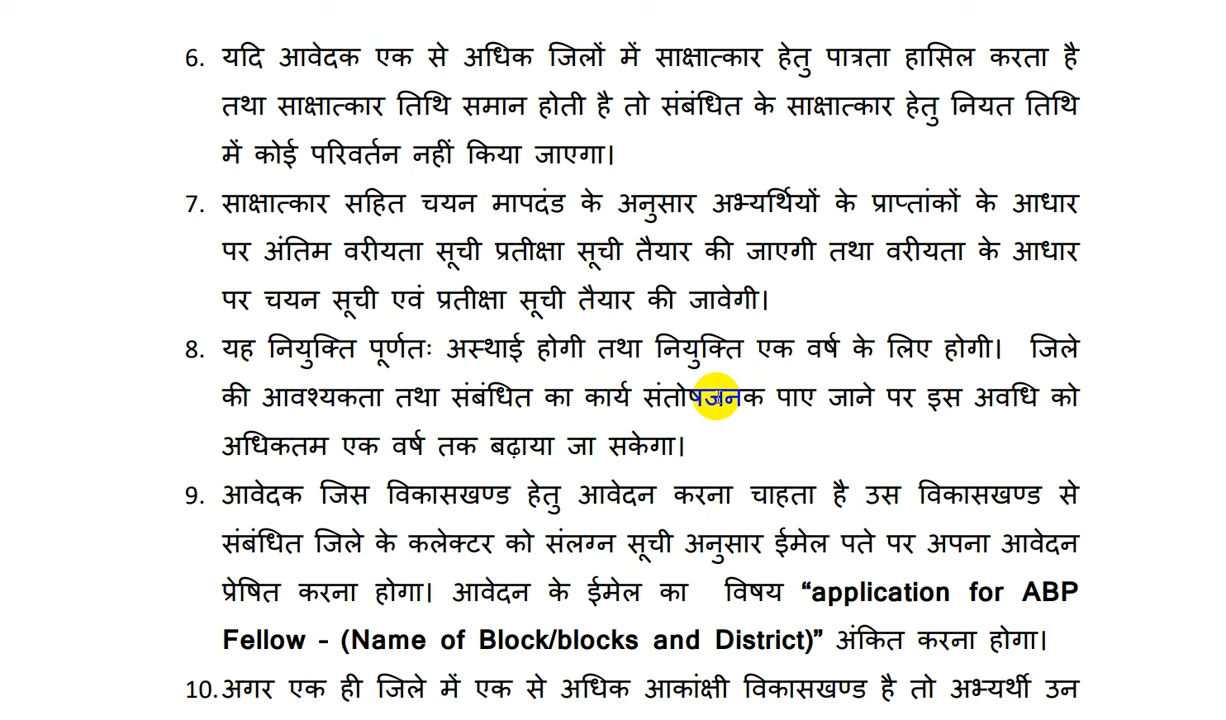 6. यदि आवेदक एक से अधिक जिलों में साक्षात्कार हेतु पात्रता हासिल करता है
तथा साक्षात्कार तिथि समान होती है तो संबंधित के साक्षात्कार हेतु नियत तिथि
में कोई परिवर्तन नहीं किया जाएगा।
7. साक्षात्कार सहित चयन मापदंड के अनुसार अभ्यर्थियों के प्राप्तांकों के आधार
पर अंतिम वरीयता सूची प्रतीक्षा सूची तैयार की जाएगी तथा वरीयता के आधार
पर चयन सूची एवं प्रतीक्षा सूची तैयार की जावेगी।
8. यह नियुक्ति पूर्णतः अस्थाई होगी तथा नियुक्ति एक वर्ष के लिए होगी। जिले
की आवश्यकता तथा संबंधित का कार्य संतोषजनक पाए जाने पर इस अवधि को
अधिकतम एक वर्ष तक बढ़ाया जा सकेगा।
9. आवेदक जिस विकासखण्ड हेतु आवेदन करना चाहता है उस विकासखण्ड से
संबंधित जिले के कलेक्टर को संलग्न सूची अनुसार ईमेल पते पर अपना आवेदन
प्रेषित करना होगा। आवेदन के ईमेल का विषय “application for ABP
Fellow – (Name of Block/blocks and District)” अंकित करना होगा।
10. अगर एक ही जिले में एक से अधिक आकांक्षी विकासखण्ड है तो अभ्यर्थी उन